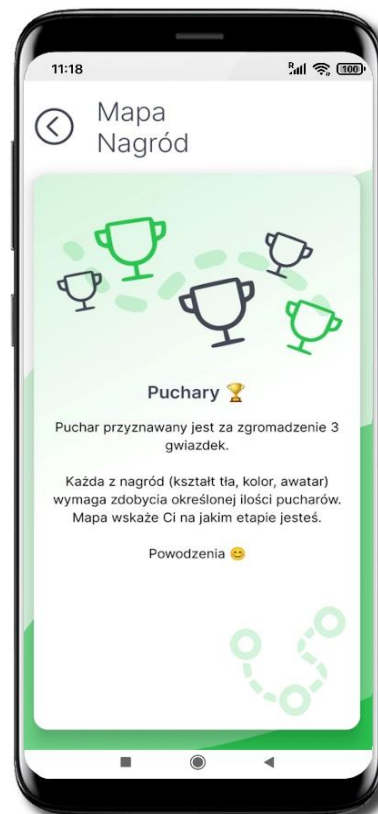 11:18
R
100
Mapa
Nagród
Puchary 🏆
Puchar przyznawany jest za zgromadzenie 3
gwiazdek.
Każda z nagród (kształt tła, kolor, awatar)
wymaga zdobycia określonej ilości pucharów.
Mapa wskaże Ci na jakim etapie jesteś.
Powodzenia 😊